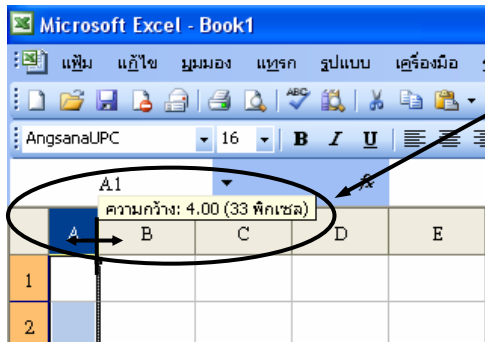 Microsoft Excel - Book1
แฟ้ม แก้ไข มุมมอง แทรก รูปแบบ เครื่องมือ
ABC
AngsanaUPC 16 B I U
A1 fx
ความกว้าง: 4.00 (33 พิกเซล)
A B C D E
1
2